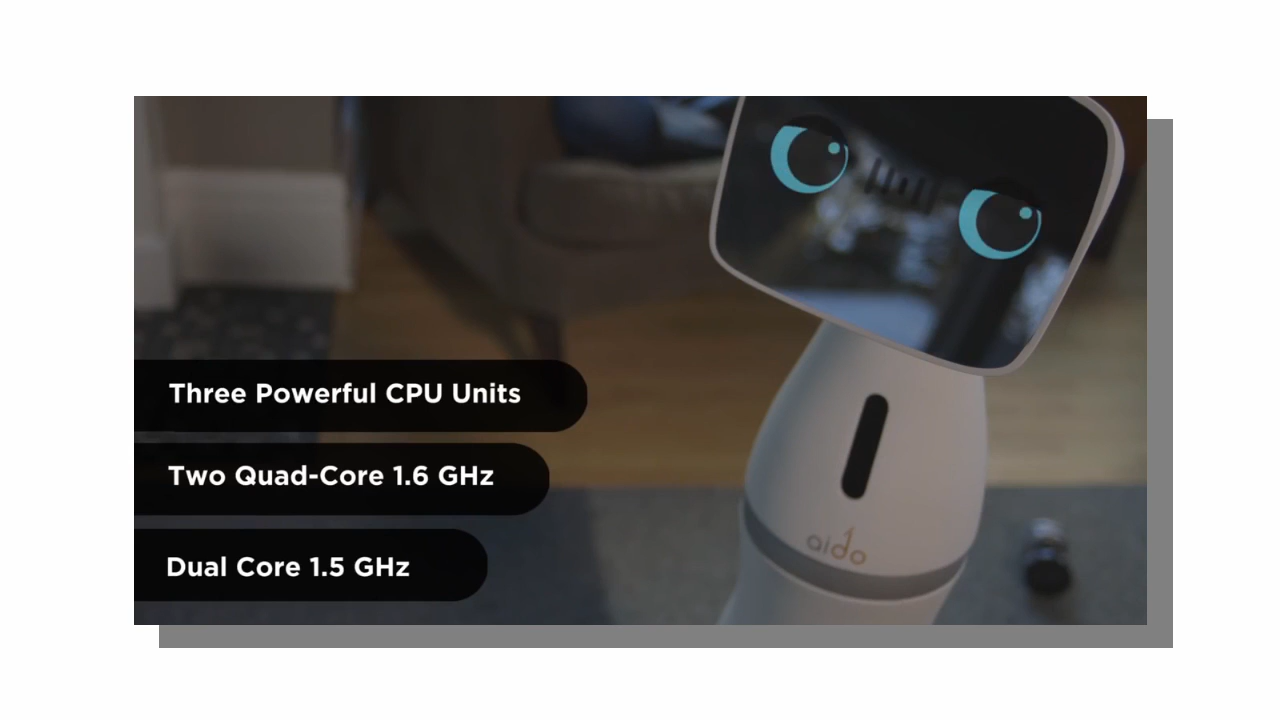 Three Powerful CPU Units
Two Quad-Core 1.6 GHz
Dual Core 1.5 GHz
aido